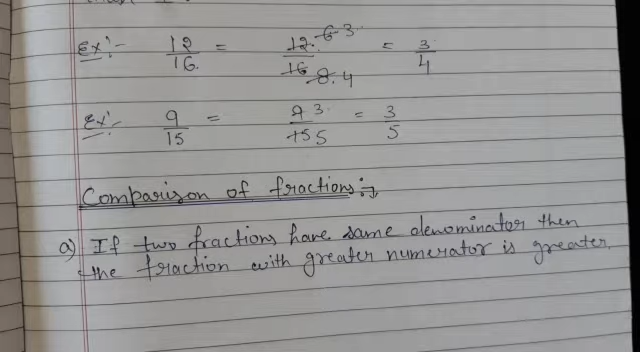 Ex:- 12/16 = 12 6 3/16 8 4 = 3/4
Ex:- 9/15 = 9 3/15 5 = 3/5
Comparison of fractions:-
a) If two fractions have same denominator then
the fraction with greater numerator is greater.